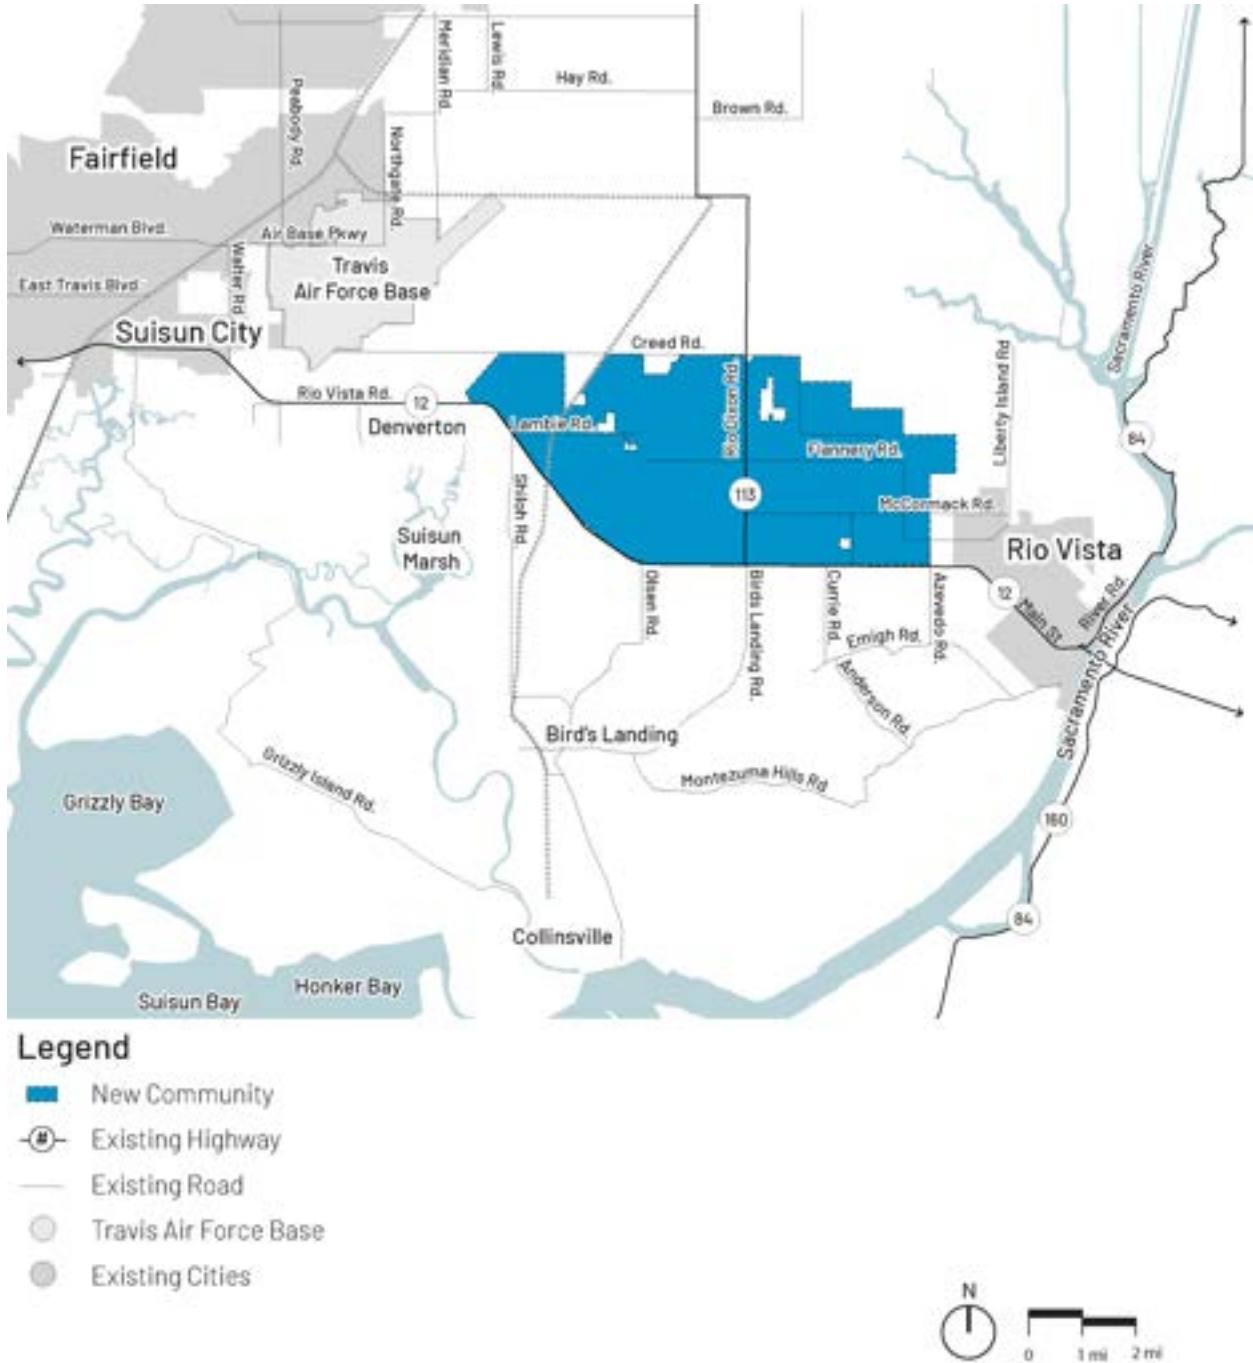 Meridian Rd.
Lewis Rd.
Hay Rd.
Peabody Rd.
Brown Rd.
Fairfield
Northgate Rd.
Waterman Blvd.
Air Base Pkwy
Walter Rd
East Travis Blvd.
Travis
Air Force Base
Sacramento River
Suisun City
Creed Rd.
Rio Vista Rd.
12
Denverton
Lambie Rd.
Rio Dixon Rd
Flannery Rd.
Liberty Island Rd
84
Shiloh Rd.
113
McCormack Rd.
Suisun
Marsh
Rio Vista
Olsen Rd.
Birds Landing Rd.
Currie Rd.
Azevedo Rd.
12
Main St
River Rd.
Emigh Rd.
Anderson Rd.
Sacramento River
Bird's Landing
Montezuma Hills Rd
Grizzly Island Rd.
Grizzly Bay
160
84
Collinsville
Honker Bay
Suisun Bay
Legend
New Community
# Existing Highway
Existing Road
Travis Air Force Base
Existing Cities
N
0 1 mi 2 mi